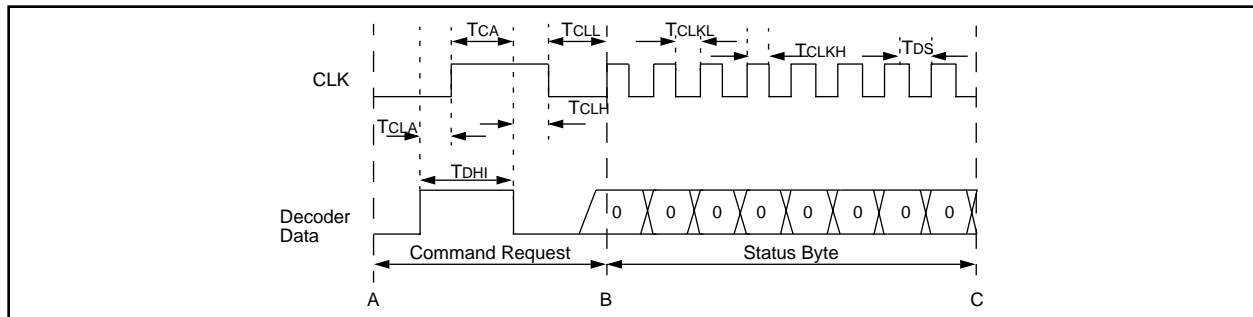 TCA TCLL TCLKL TCLKH TDS
CLK
TCLA TCLH
TDHI
Decoder
Data
0 0 0 0 0 0 0 0
Command Request Status Byte
A B C